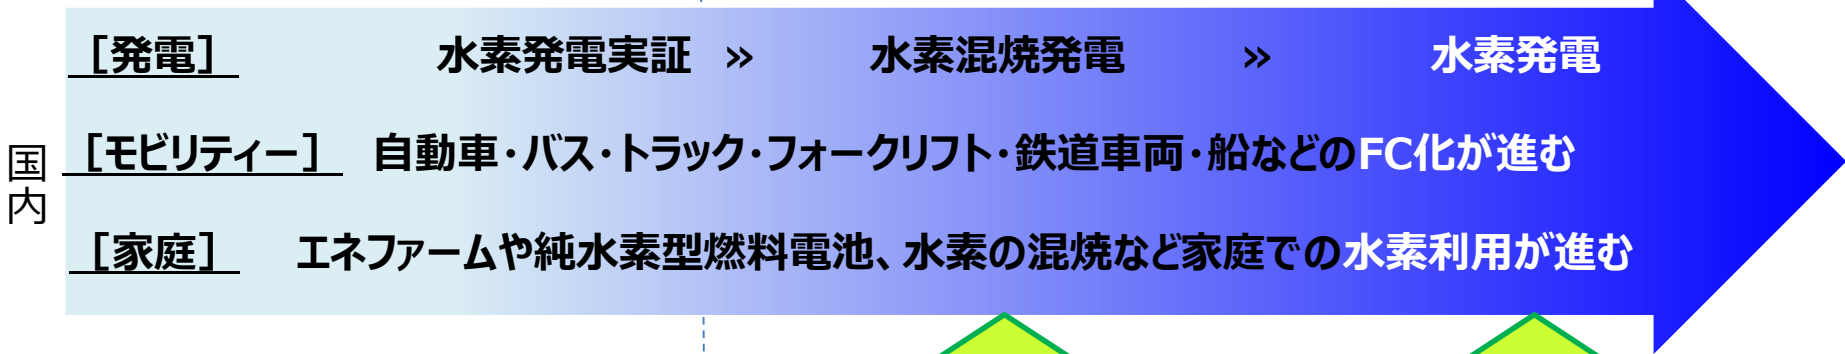 国内
［発電］ 水素発電実証 » 水素混焼発電 » 水素発電
［モビリティー］ 自動車・バス・トラック・フォークリフト・鉄道車両・船などのFC化が進む
［家庭］ エネファームや純水素型燃料電池、水素の混焼など家庭での水素利用が進む